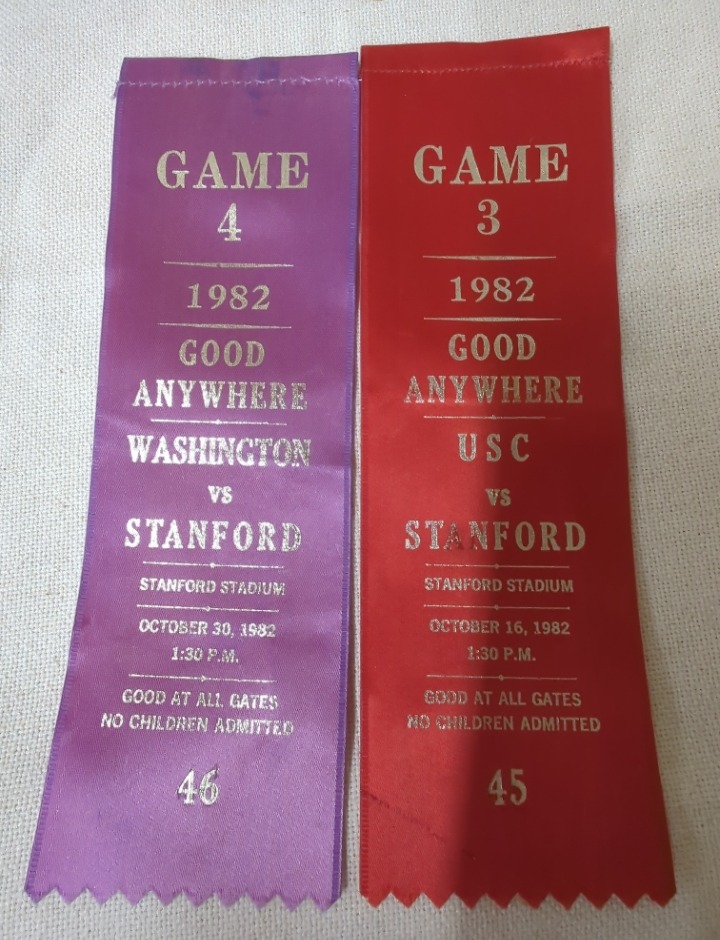 GAME
4
1982
GOOD
ANYWHERE
WASHINGTON
VS
STANFORD
STANFORD STADIUM
OCTOBER 30, 1982
1:30 P.M.
GOOD AT ALL GATES
NO CHILDREN ADMITTED
46
GAME
3
1982
GOOD
ANYWHERE
USC
VS
STANFORD
STANFORD STADIUM
OCTOBER 16, 1982
1:30 P.M.
GOOD AT ALL GATES
NO CHILDREN ADMITTED
45